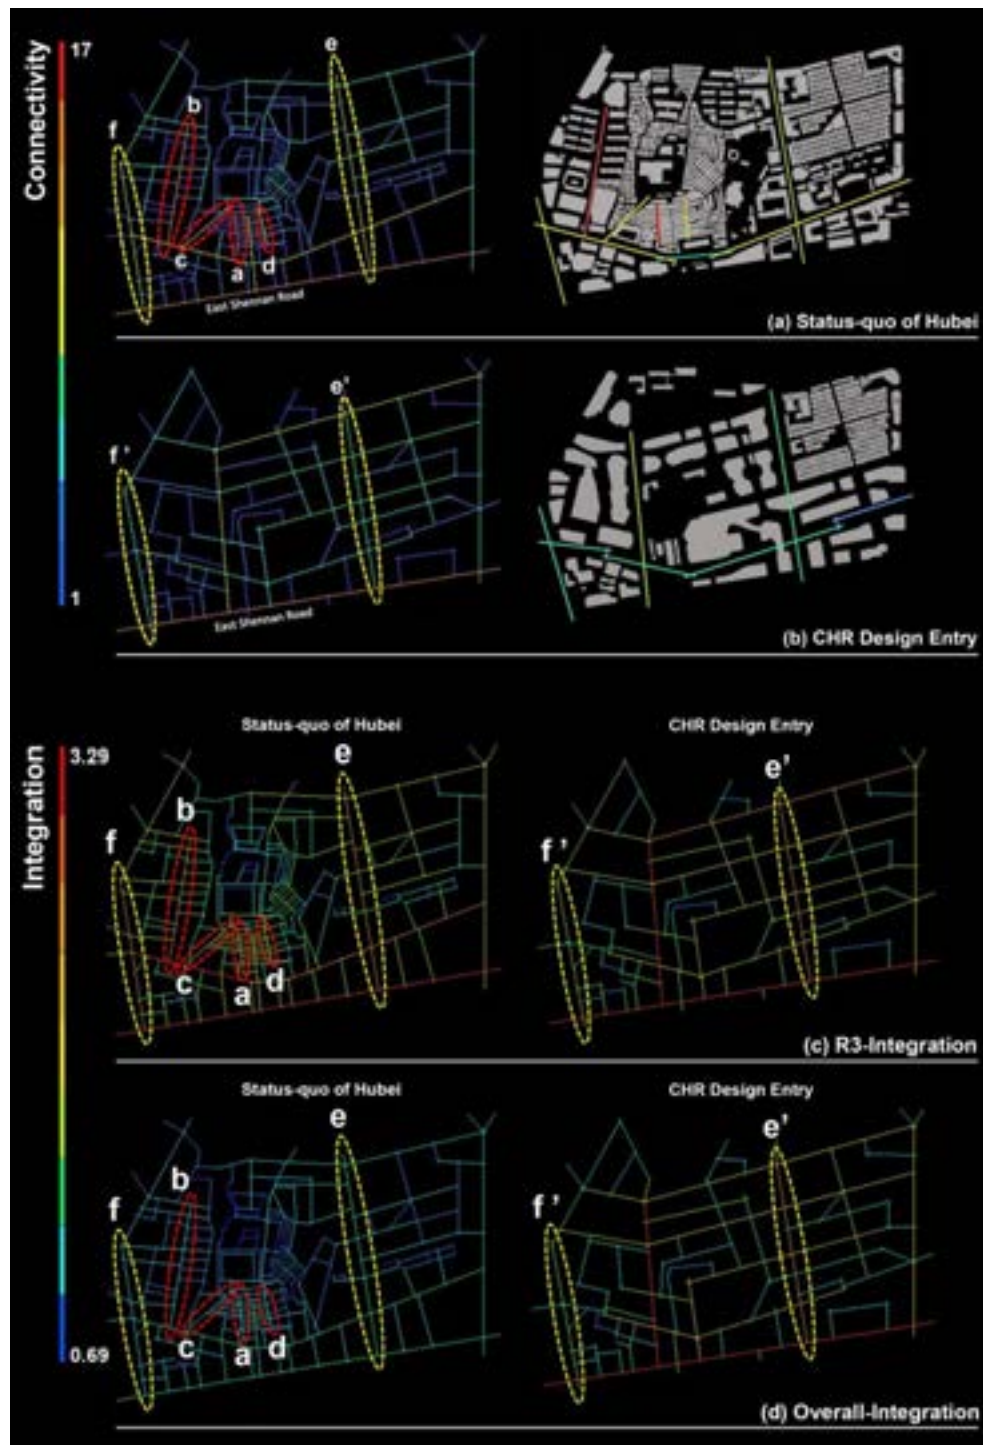 Connectivity
17
1
e
b
f
c
a
d
East Shennan Road
(a) Status-quo of Hubei
e'
f'
East Shennan Road
(b) CHR Design Entry
Integration
3.29
0.69
Status-quo of Hubei
CHR Design Entry
e
b
f
c
a
d
e'
f'
(c) R3-Integration
Status-quo of Hubei
CHR Design Entry
e
b
f
c
a
d
e'
f'
(d) Overall-Integration